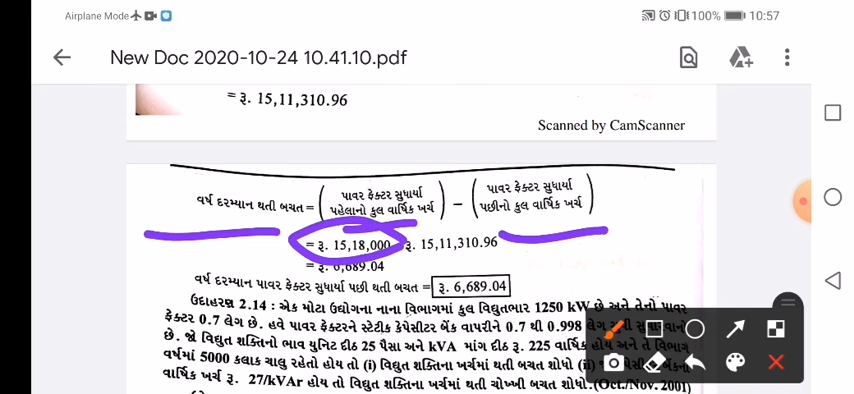 Airplane Mode 100% 10:57
New Doc 2020-10-24 10.41.10.pdf
= રૂ. 15,11,310.96
Scanned by CamScanner
વર્ષ દરમ્યાન થતી બચત = ( પાવર ફેક્ટર સુધાર્યા પહેલાનો કુલ વાર્ષિક ખર્ચ ) − ( પાવર ફેક્ટર સુધાર્યા પછીનો કુલ વાર્ષિક ખર્ચ )
= રૂ. 15,18,000 રૂ. 15,11,310.96
= રૂ. 6,689.04
વર્ષ દરમ્યાન પાવર ફેક્ટર સુધાર્યા પછી થતી બચત = રૂ. 6,689.04
ઉદાહરણ 2.14 : એક મોટા ઉદ્યોગના નાના વિભાગમાં કુલ વિદ્યુતભાર 1250 kW છે અને તેનો પાવર
ફેક્ટર 0.7 લેગ છે. હવે પાવર ફેક્ટરને સ્ટેટીક કેપેસીટર બેંક વાપરીને 0.7 થી 0.998 લેગ
છે. જો વિદ્યુત શક્તિનો ભાવ યુનિટ દીઠ 25 પૈસા અને kVA માંગ દીઠ રૂ. 225 વાર્ષિક હોય અને તે વિભાગ
વર્ષમાં 5000 કલાક ચાલુ રહેતો હોય તો (i) વિદ્યુત શક્તિના ખર્ચમાં થતી બચત શોધો (ii)
વાર્ષિક ખર્ચ રૂ. 27/kVAr હોય તો વિદ્યુત શક્તિના ખર્ચમાં થતી ચોખ્ખી બચત શોધો. (Oct./Nov. 2001)